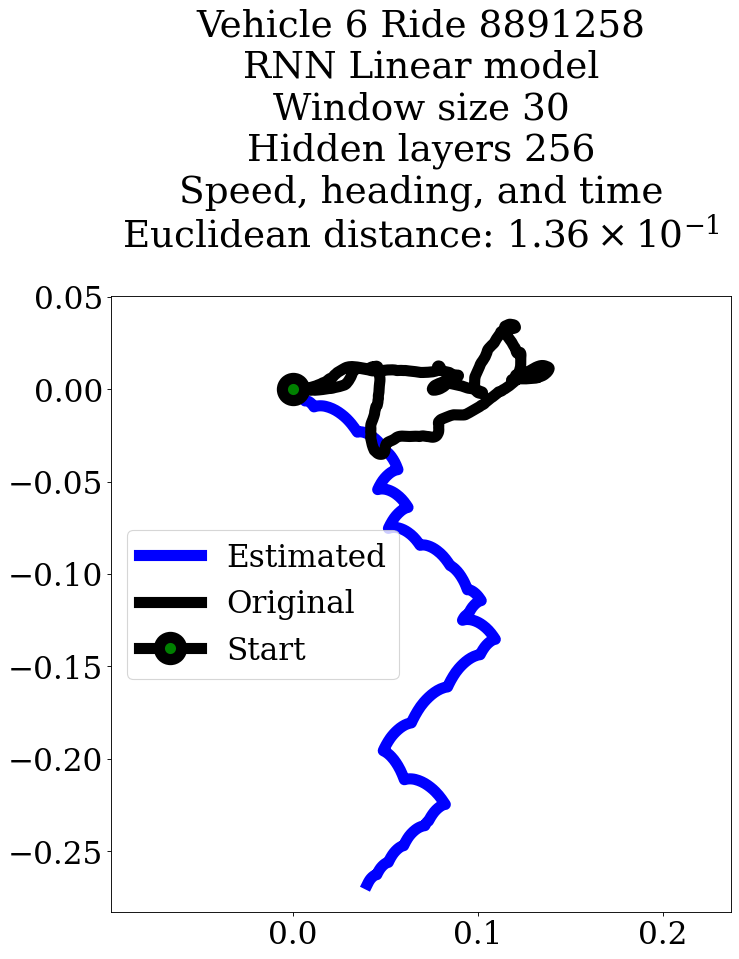 Vehicle 6 Ride 8891258
RNN Linear model
Window size 30
Hidden layers 256
Speed, heading, and time
Euclidean distance: 1.36 × 10⁻¹
0.05
0.00
−0.05
−0.10
−0.15
−0.20
−0.25
Estimated
Original
Start
0.0 0.1 0.2